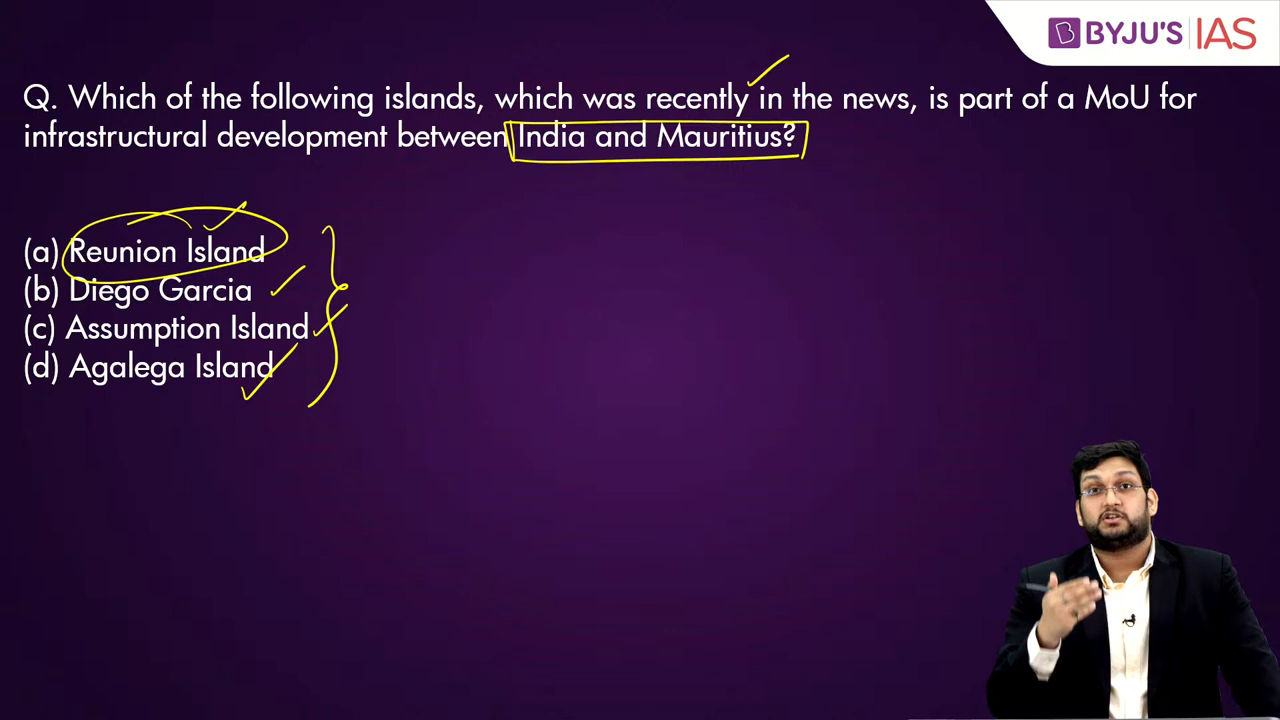 BYJU'S IAS
Q. Which of the following islands, which was recently in the news, is part of a MoU for
infrastructural development between India and Mauritius?
(a) Reunion Island
(b) Diego Garcia
(c) Assumption Island
(d) Agalega Island